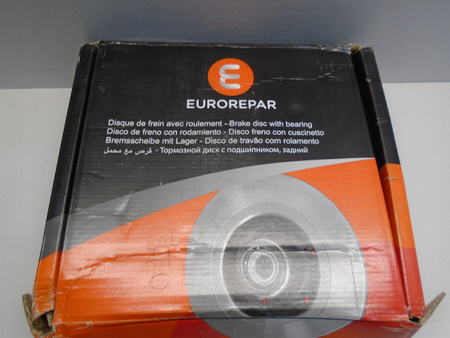 E
EUROREPAR
Disque de frein avec roulement - Brake disc with bearing
Disco de freno con rodamiento - Disco freno con cuscinetto
Bremsscheibe mit Lager - Disco de travão com rolamento
قرص مع محمل - Тормозной диск с подшипником, задний